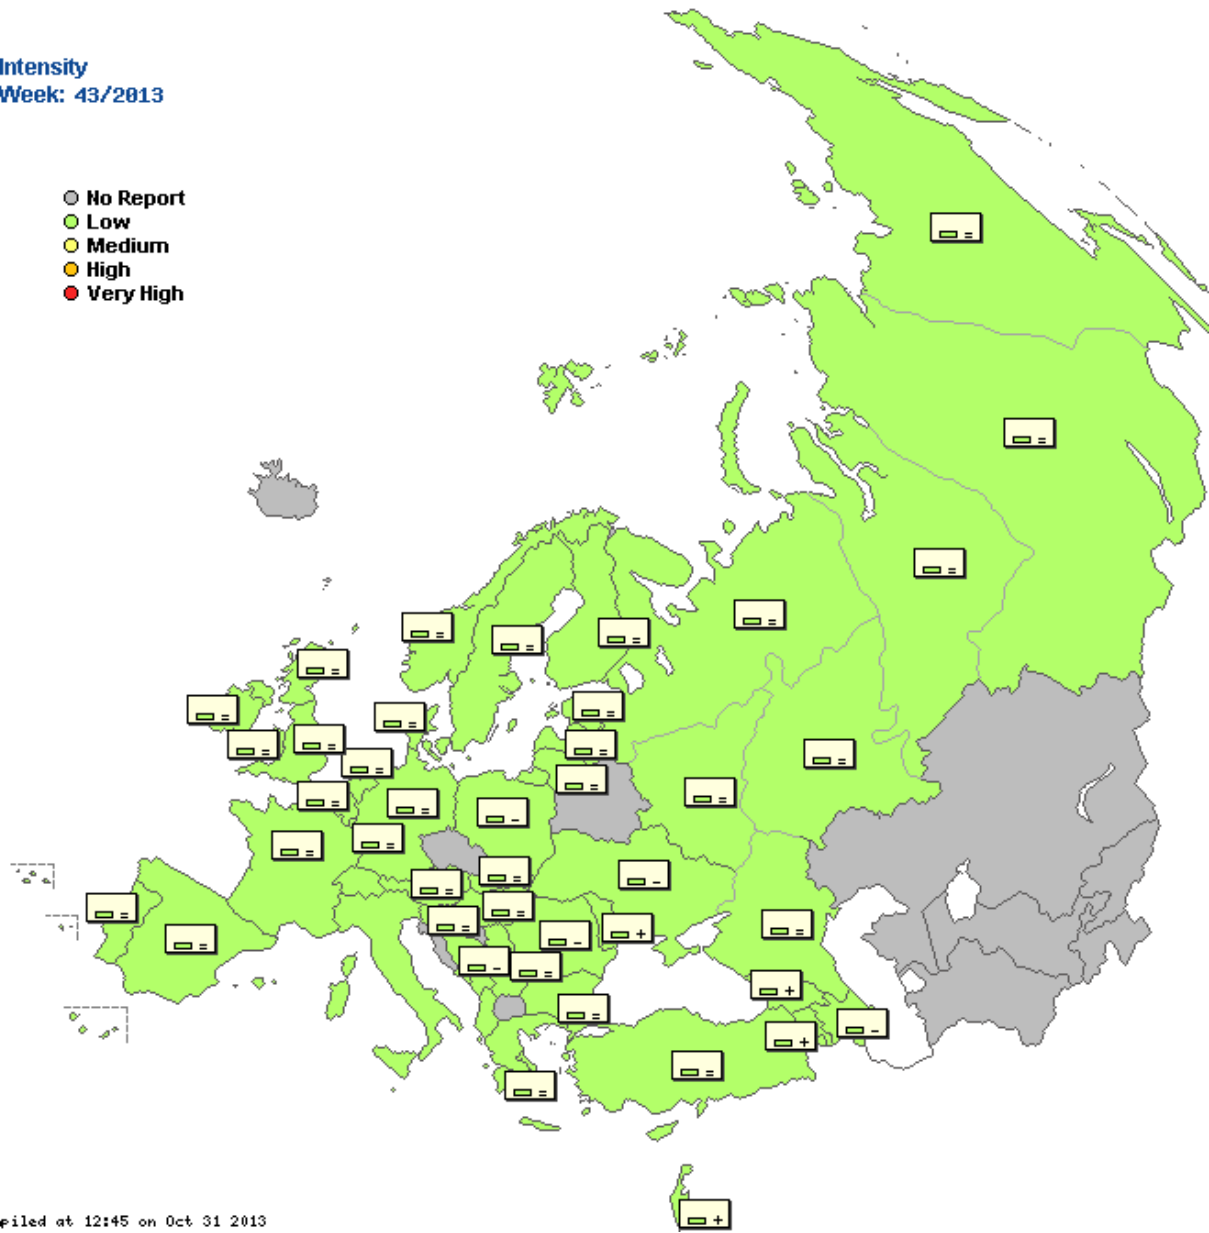 Intensity
Week: 43/2013
No Report
Low
Medium
High
Very High
piled at 12:45 on Oct 31 2013